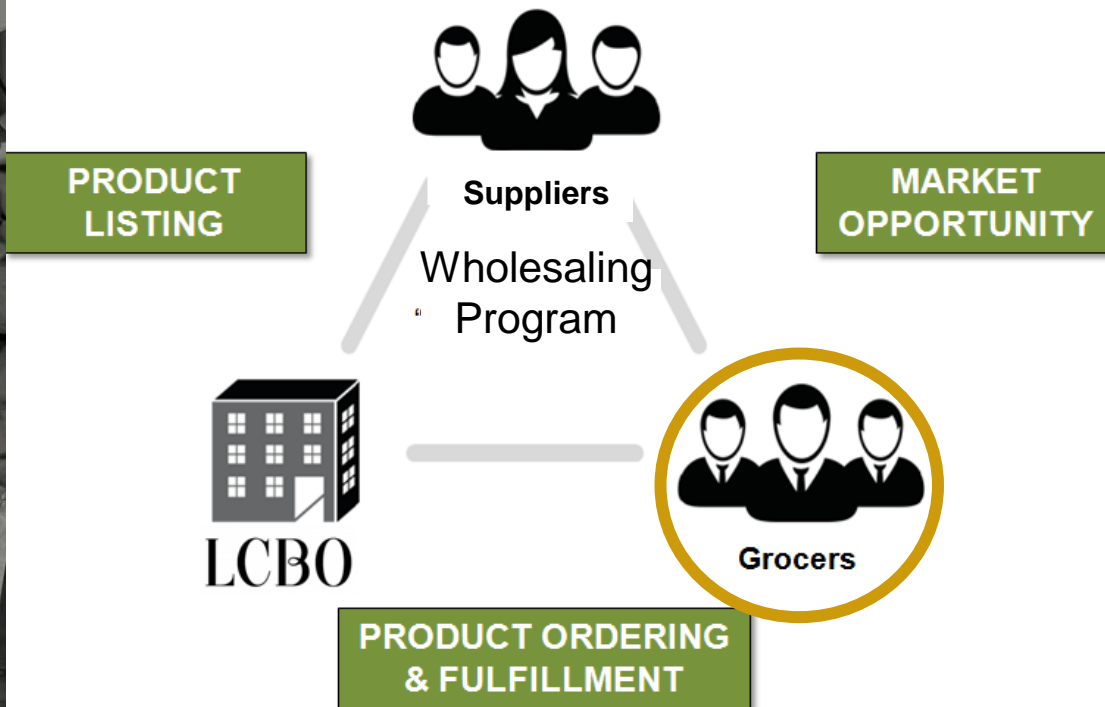 Suppliers
PRODUCT
LISTING
MARKET
OPPORTUNITY
Wholesaling
“ Program
LCBO
Grocers
PRODUCT ORDERING
& FULFILLMENT